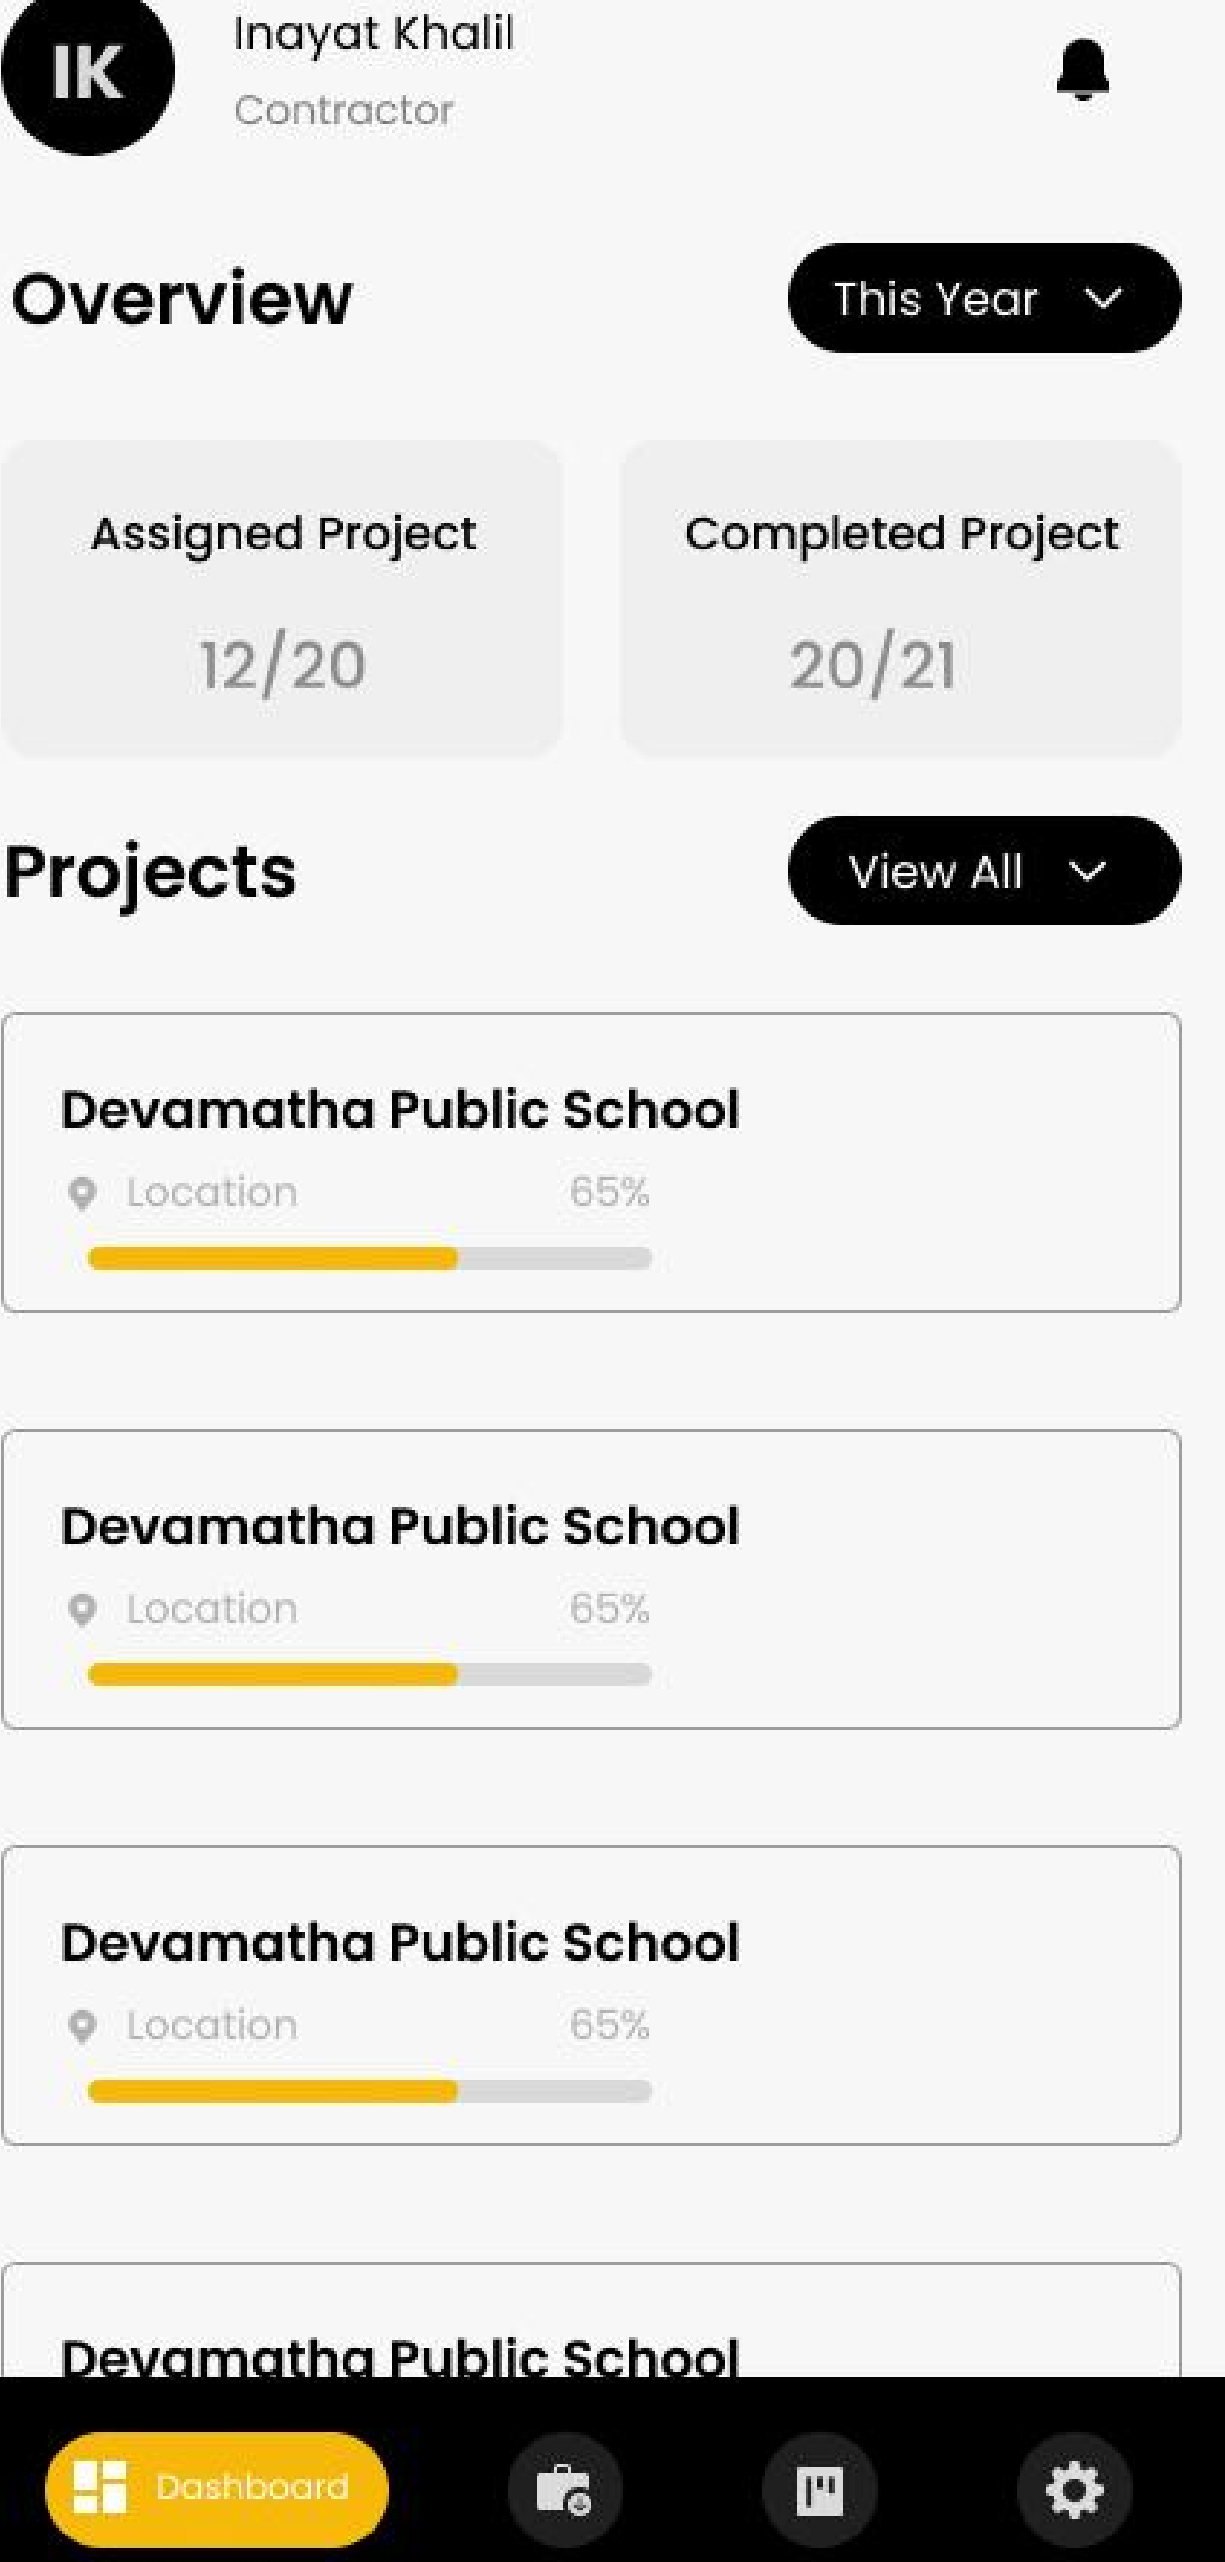 IK
Inayat Khalil
Contractor
Overview
This Year
Assigned Project
Completed Project
12/20
20/21
Projects
View All
Devamatha Public School
Location 65%
Devamatha Public School
Location 65%
Devamatha Public School
Location 65%
Devamatha Public School
Dashboard